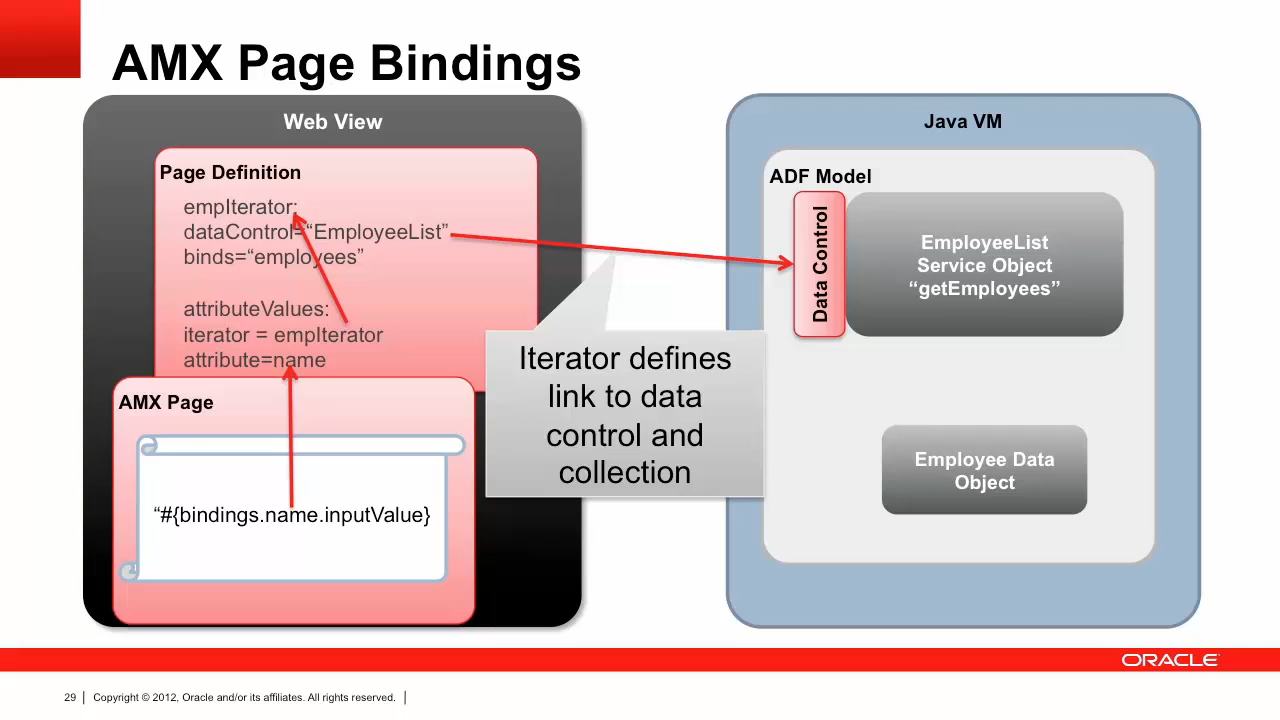 AMX Page Bindings
Web View
Page Definition
empIterator:
dataControl=“EmployeeList”
binds=“employees”
attributeValues:
iterator = empIterator
attribute=name
AMX Page
“#{bindings.name.inputValue}
Iterator defines
link to data
control and
collection
Java VM
ADF Model
Data Control
EmployeeList
Service Object
“getEmployees”
Employee Data
Object
ORACLE
29 | Copyright © 2012, Oracle and/or its affiliates. All rights reserved. |